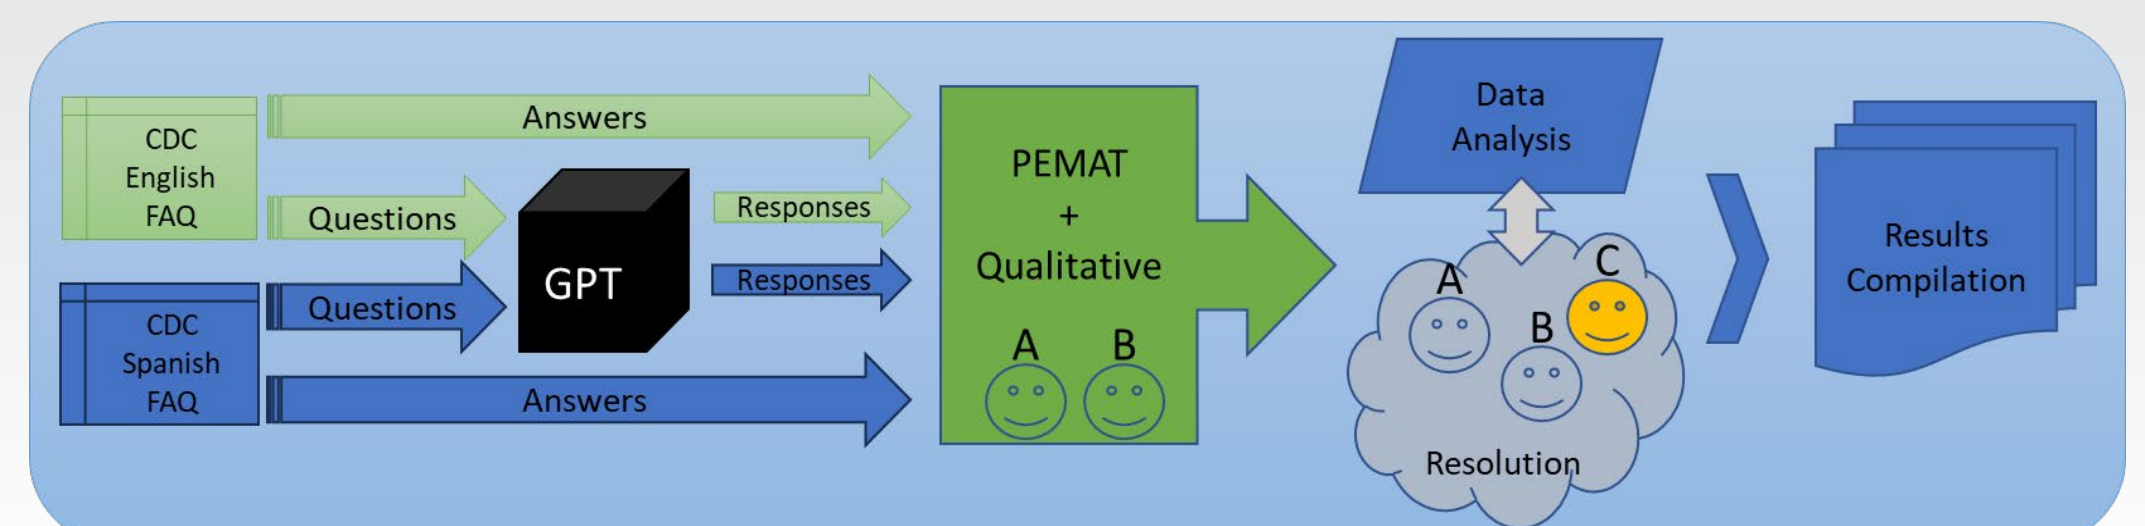 CDC
English
FAQ
Answers
Questions
CDC
Spanish
FAQ
Questions
Answers
GPT
Responses
Responses
PEMAT
+
Qualitative
A B
Data
Analysis
A
B
C
Resolution
Results
Compilation